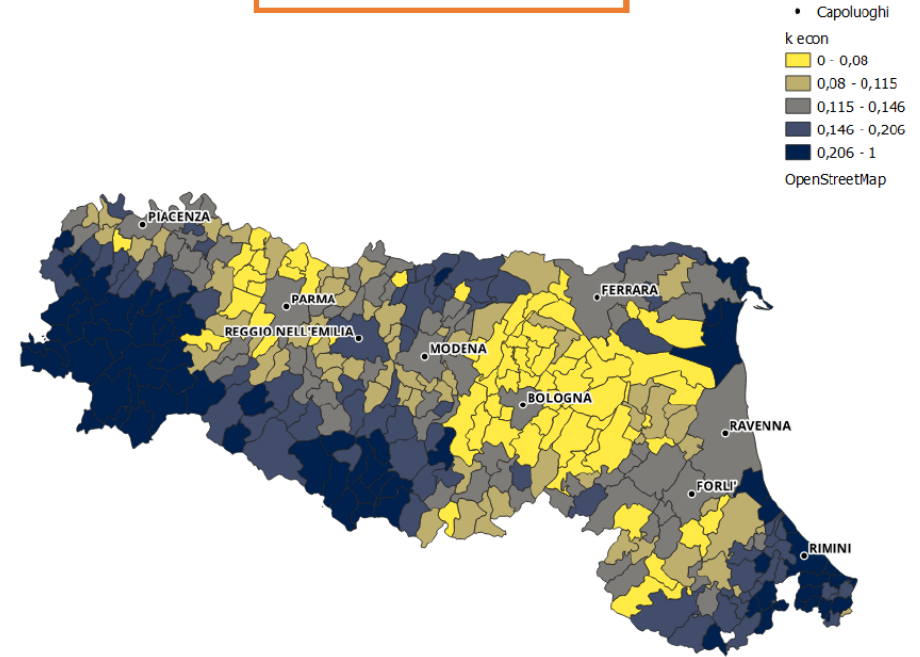 Capoluoghi
k econ
0 - 0,08
0,08 - 0,115
0,115 - 0,146
0,146 - 0,206
0,206 - 1
OpenStreetMap
PIACENZA
PARMA
FERRARA
REGGIO NELL'EMILIA
MODENA
BOLOGNA
RAVENNA
FORLI'
RIMINI